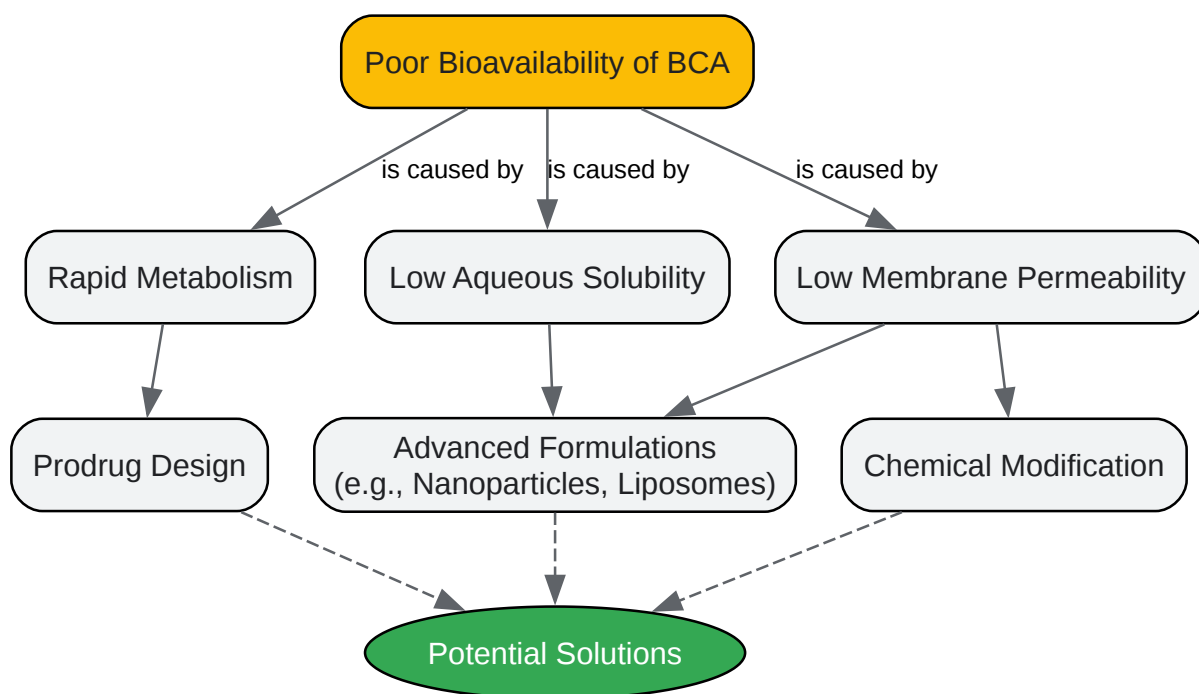 Poor Bioavailability of BCA
is caused by
is caused by
is caused by
Rapid Metabolism
Low Aqueous Solubility
Low Membrane Permeability
Prodrug Design
Advanced Formulations
(e.g., Nanoparticles, Liposomes)
Chemical Modification
Potential Solutions